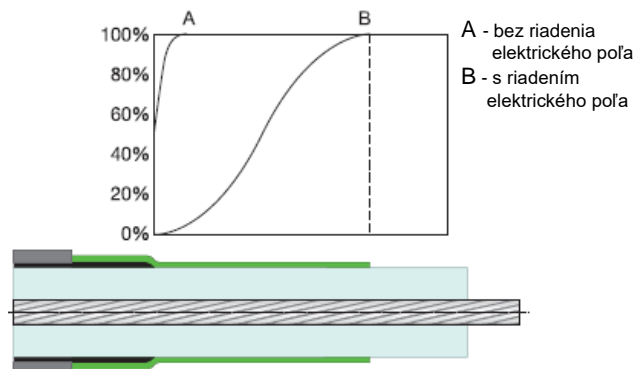 A
B
100%
80%
60%
40%
20%
0%
A - bez riadenia
elektrického poľa
B - s riadením
elektrického poľa